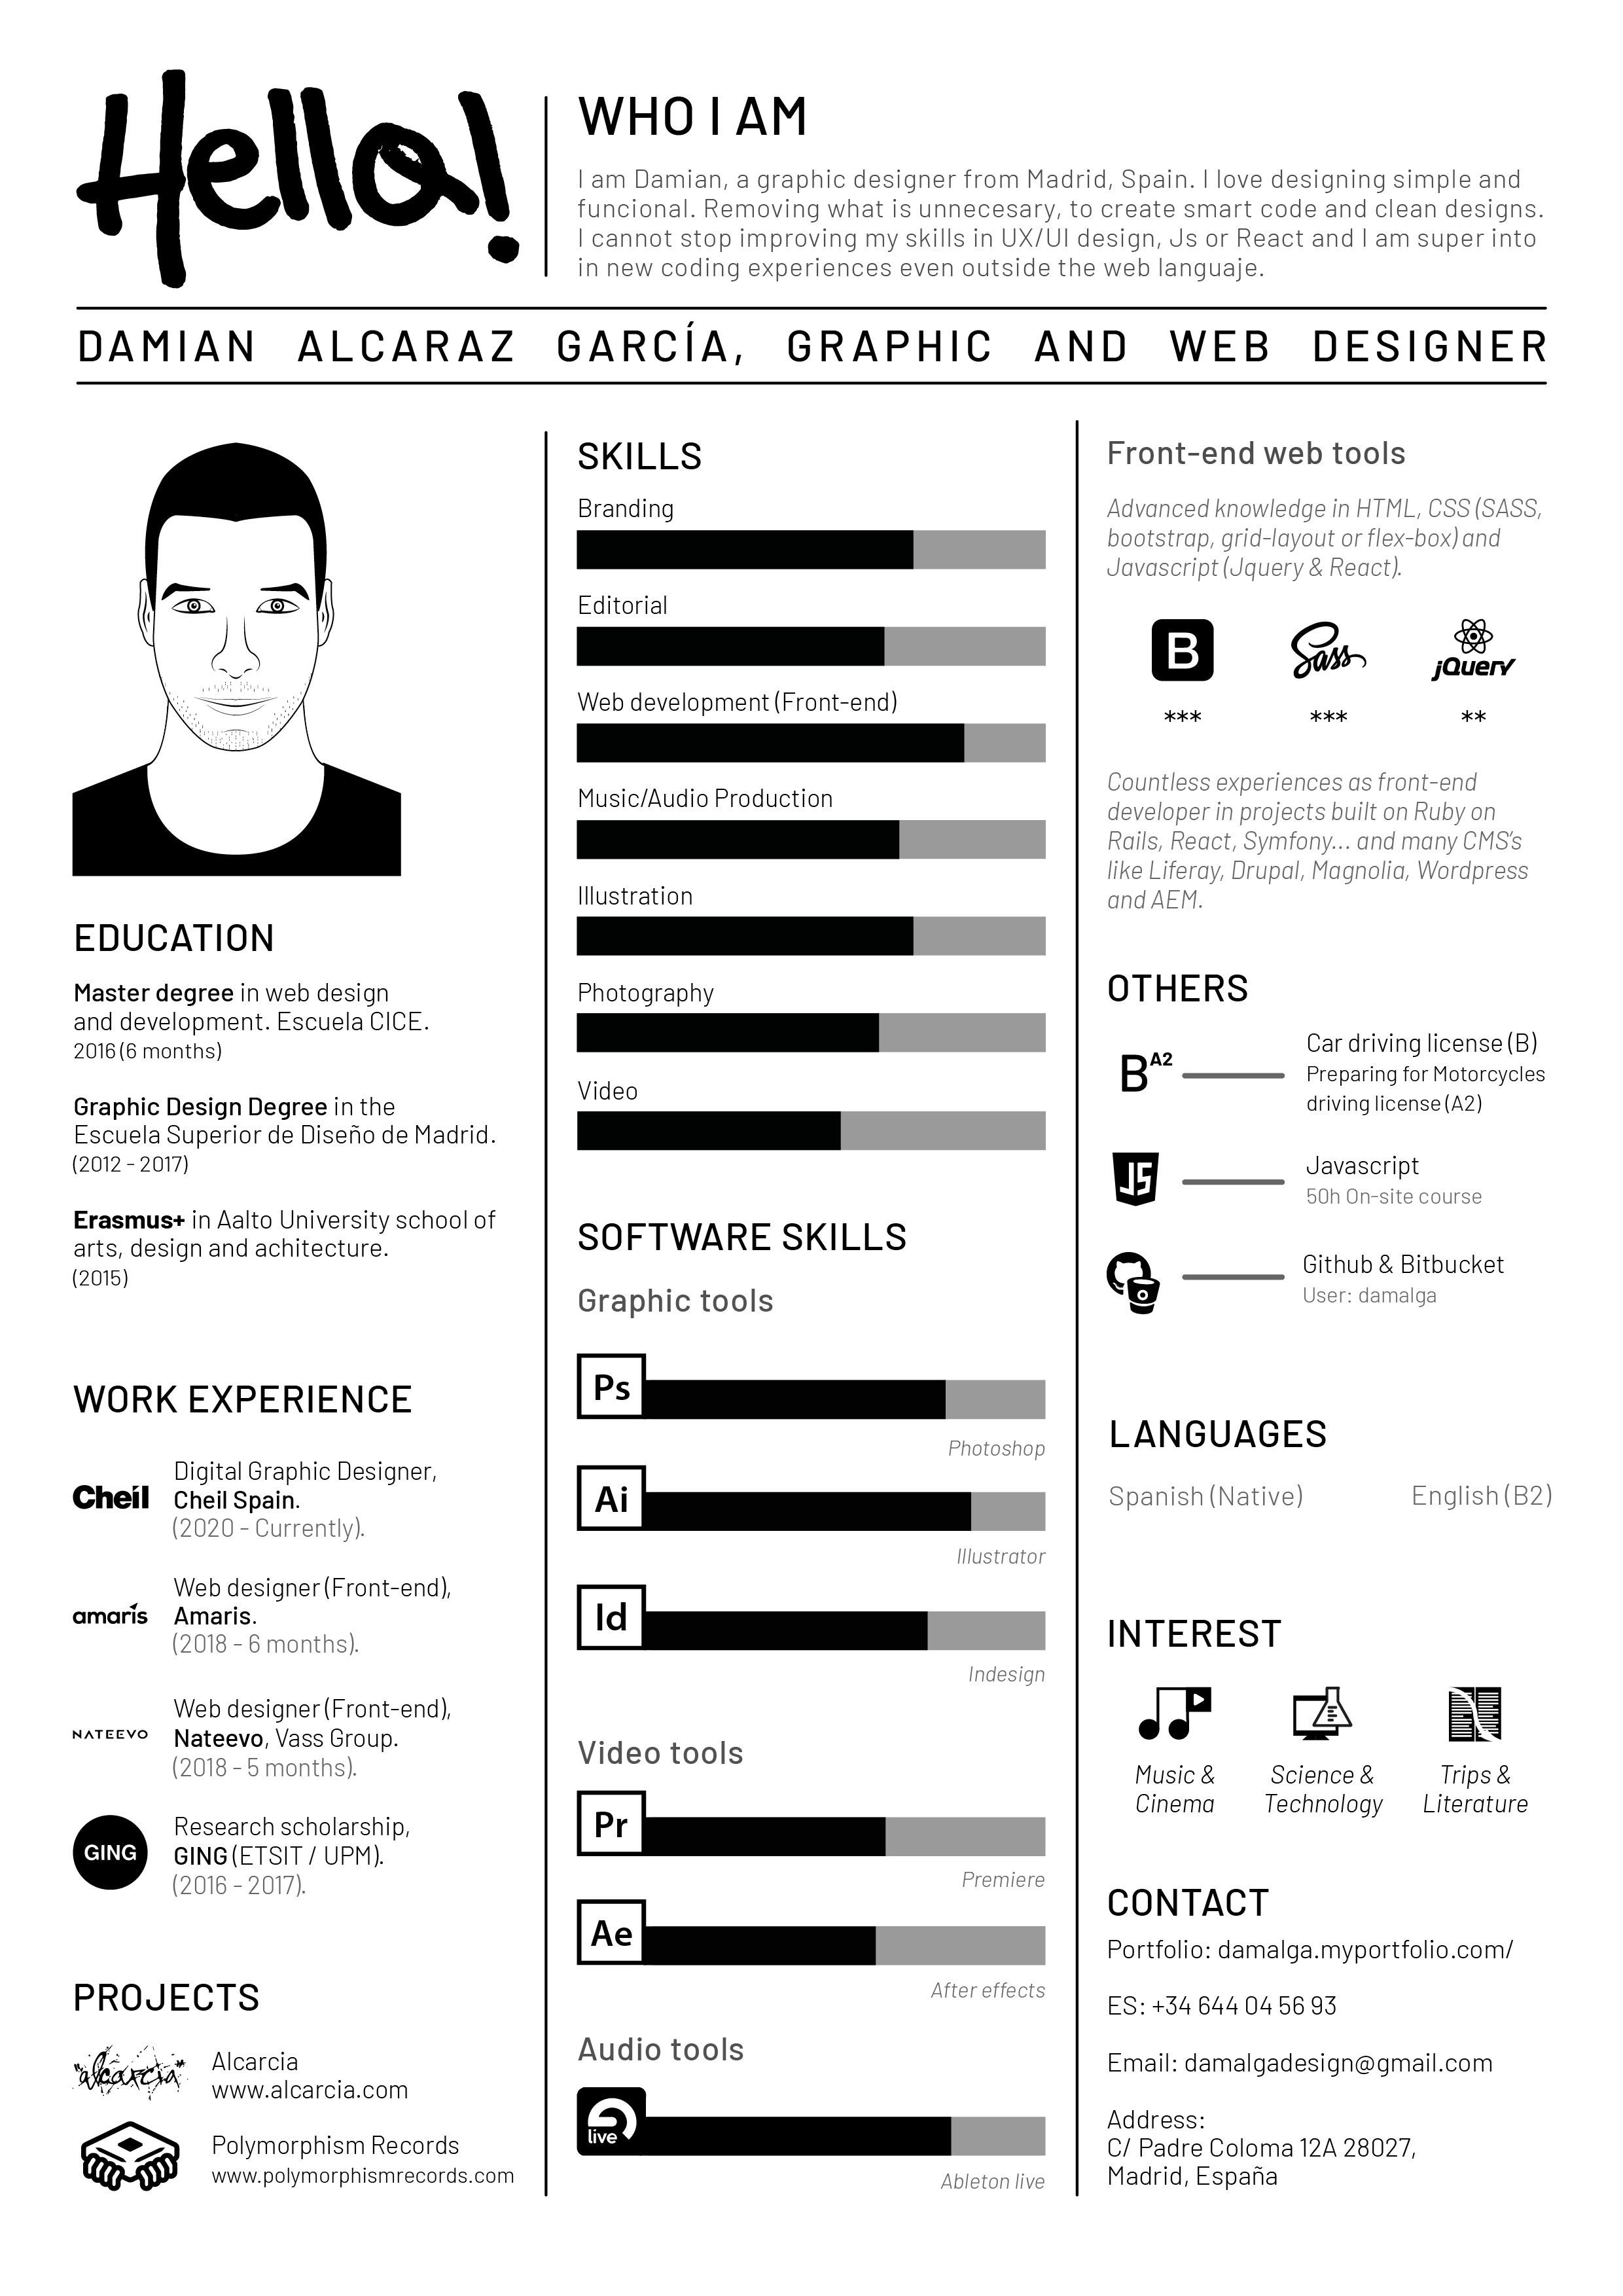 Hello!
WHO I AM
I am Damian, a graphic designer from Madrid, Spain. I love designing simple and
funcional. Removing what is unnecesary, to create smart code and clean designs.
I cannot stop improving my skills in UX/UI design, Js or React and I am super into
in new coding experiences even outside the web languaje.
DAMIAN ALCARAZ GARCÍA, GRAPHIC AND WEB DESIGNER
EDUCATION
Master degree in web design
and development. Escuela CICE.
2016 (6 months)
Graphic Design Degree in the
Escuela Superior de Diseño de Madrid.
(2012 - 2017)
Erasmus+ in Aalto University school of
arts, design and achitecture.
(2015)
WORK EXPERIENCE
Cheil
Digital Graphic Designer,
Cheil Spain.
(2020 - Currently).
amaris
Web designer (Front-end),
Amaris.
(2018 - 6 months).
NATEEVO
Web designer (Front-end),
Nateevo, Vass Group.
(2018 - 5 months).
GING
Research scholarship,
GING (ETSIT / UPM).
(2016 - 2017).
PROJECTS
"alcarcia"
Alcarcia
www.alcarcia.com
Polymorphism Records
www.polymorphismrecords.com
SKILLS
Branding
Editorial
Web development (Front-end)
Music/Audio Production
Illustration
Photography
Video
SOFTWARE SKILLS
Graphic tools
Ps
Photoshop
Ai
Illustrator
Id
Indesign
Video tools
Pr
Premiere
Ae
After effects
Audio tools
live
Ableton live
Front-end web tools
Advanced knowledge in HTML, CSS (SASS,
bootstrap, grid-layout or flex-box) and
Javascript (Jquery & React).
B Sass jQuery
*** *** **
Countless experiences as front-end
developer in projects built on Ruby on
Rails, React, Symfony... and many CMS's
like Liferay, Drupal, Magnolia, Wordpress
and AEM.
OTHERS
B A2
Car driving license (B)
Preparing for Motorcycles
driving license (A2)
JS
Javascript
50h On-site course
Github & Bitbucket
User: damalga
LANGUAGES
Spanish (Native) English (B2)
INTEREST
Music & Science & Trips &
Cinema Technology Literature
CONTACT
Portfolio: damalga.myportfolio.com/
ES: +34 644 04 56 93
Email: damalgadesign@gmail.com
Address:
C/ Padre Coloma 12A 28027,
Madrid, España